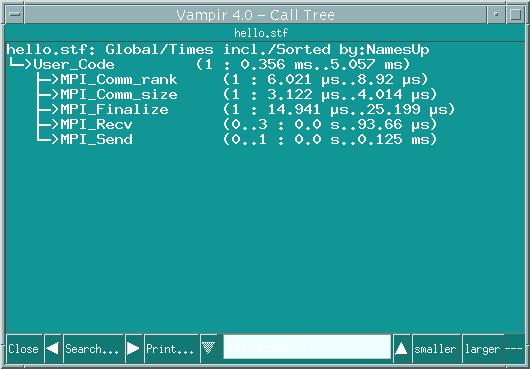 Vampir 4.0 – Call Tree
hello.stf
hello.stf: Global/Times incl./Sorted by:NamesUp
User_Code (1 : 0.356 ms..5.057 ms)
MPI_Comm_rank (1 : 6.021 µs..8.92 µs)
MPI_Comm_size (1 : 3.122 µs..4.014 µs)
MPI_Finalize (1 : 14.941 µs..25.199 µs)
MPI_Recv (0..3 : 0.0 s..93.66 µs)
MPI_Send (0..1 : 0.0 s..0.125 ms)
Close Search... Print... smaller larger ---